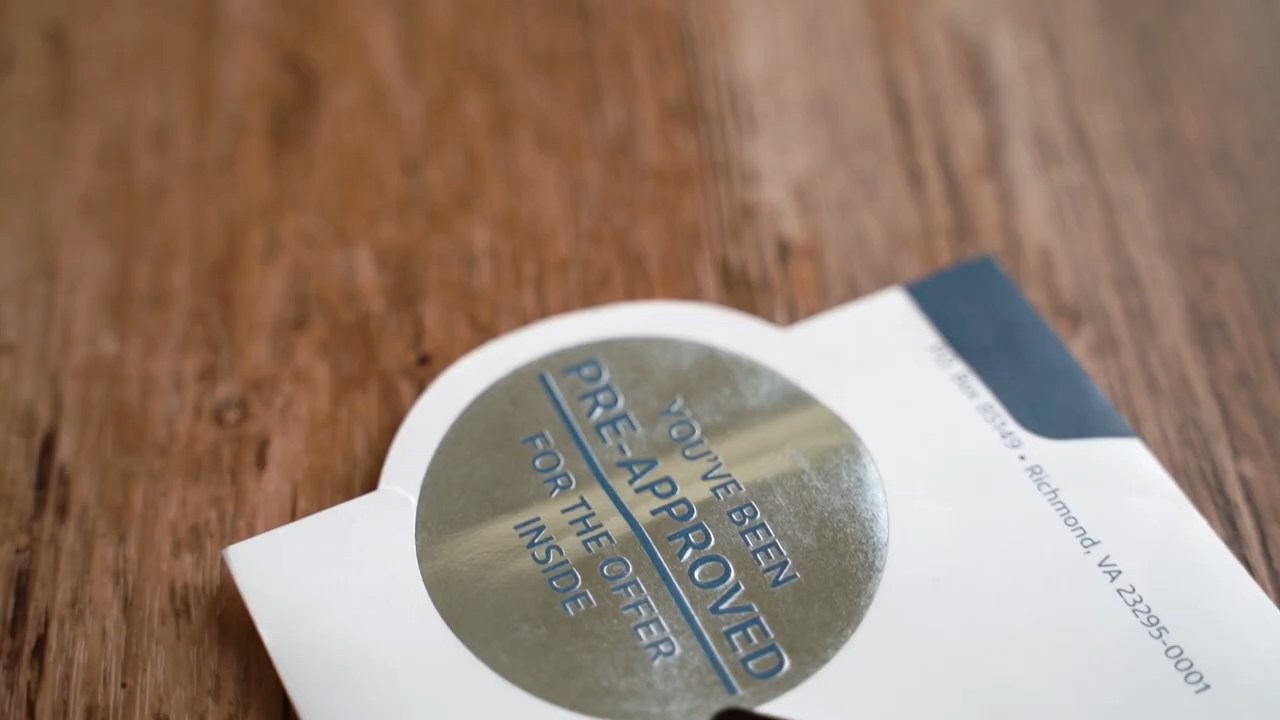 YOU'VE BEEN
PRE-APPROVED
FOR THE OFFER
INSIDE
P.O. Box 85149 • Richmond, VA 23295-0001